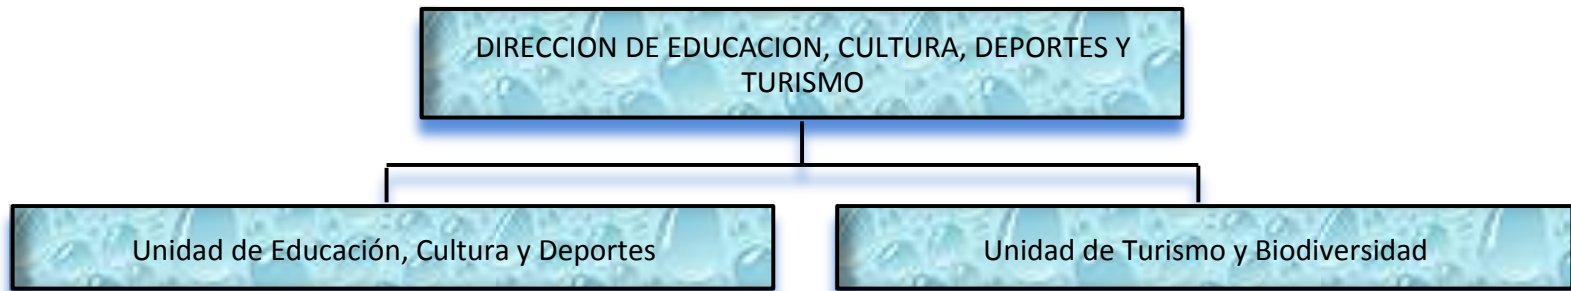 DIRECCION DE EDUCACION, CULTURA, DEPORTES Y
TURISMO
Unidad de Educación, Cultura y Deportes
Unidad de Turismo y Biodiversidad